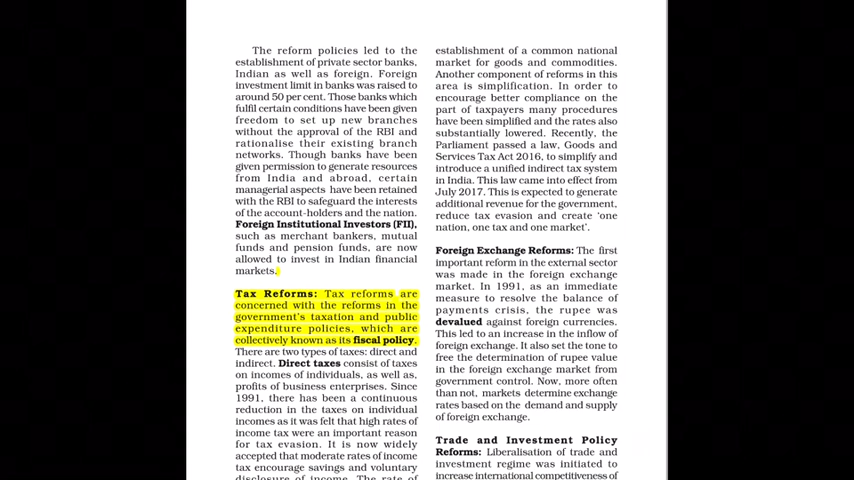 The reform policies led to the
establishment of private sector banks,
Indian as well as foreign. Foreign
investment limit in banks was raised to
around 50 per cent. Those banks which
fulfil certain conditions have been given
freedom to set up new branches
without the approval of the RBI and
rationalise their existing branch
networks. Though banks have been
given permission to generate resources
from India and abroad, certain
managerial aspects have been retained
with the RBI to safeguard the interests
of the account-holders and the nation.
Foreign Institutional Investors (FII),
such as merchant bankers, mutual
funds and pension funds, are now
allowed to invest in Indian financial
markets.
Tax Reforms: Tax reforms are
concerned with the reforms in the
government's taxation and public
expenditure policies, which are
collectively known as its fiscal policy.
There are two types of taxes: direct and
indirect. Direct taxes consist of taxes
on incomes of individuals, as well as,
profits of business enterprises. Since
1991, there has been a continuous
reduction in the taxes on individual
incomes as it was felt that high rates of
income tax were an important reason
for tax evasion. It is now widely
accepted that moderate rates of income
tax encourage savings and voluntary
disclosure of income. The rate of
establishment of a common national
market for goods and commodities.
Another component of reforms in this
area is simplification. In order to
encourage better compliance on the
part of taxpayers many procedures
have been simplified and the rates also
substantially lowered. Recently, the
Parliament passed a law, Goods and
Services Tax Act 2016, to simplify and
introduce a unified indirect tax system
in India. This law came into effect from
July 2017. This is expected to generate
additional revenue for the government,
reduce tax evasion and create 'one
nation, one tax and one market'.
Foreign Exchange Reforms: The first
important reform in the external sector
was made in the foreign exchange
market. In 1991, as an immediate
measure to resolve the balance of
payments crisis, the rupee was
devalued against foreign currencies.
This led to an increase in the inflow of
foreign exchange. It also set the tone to
free the determination of rupee value
in the foreign exchange market from
government control. Now, more often
than not, markets determine exchange
rates based on the demand and supply
of foreign exchange.
Trade and Investment Policy
Reforms: Liberalisation of trade and
investment regime was initiated to
increase international competitiveness of